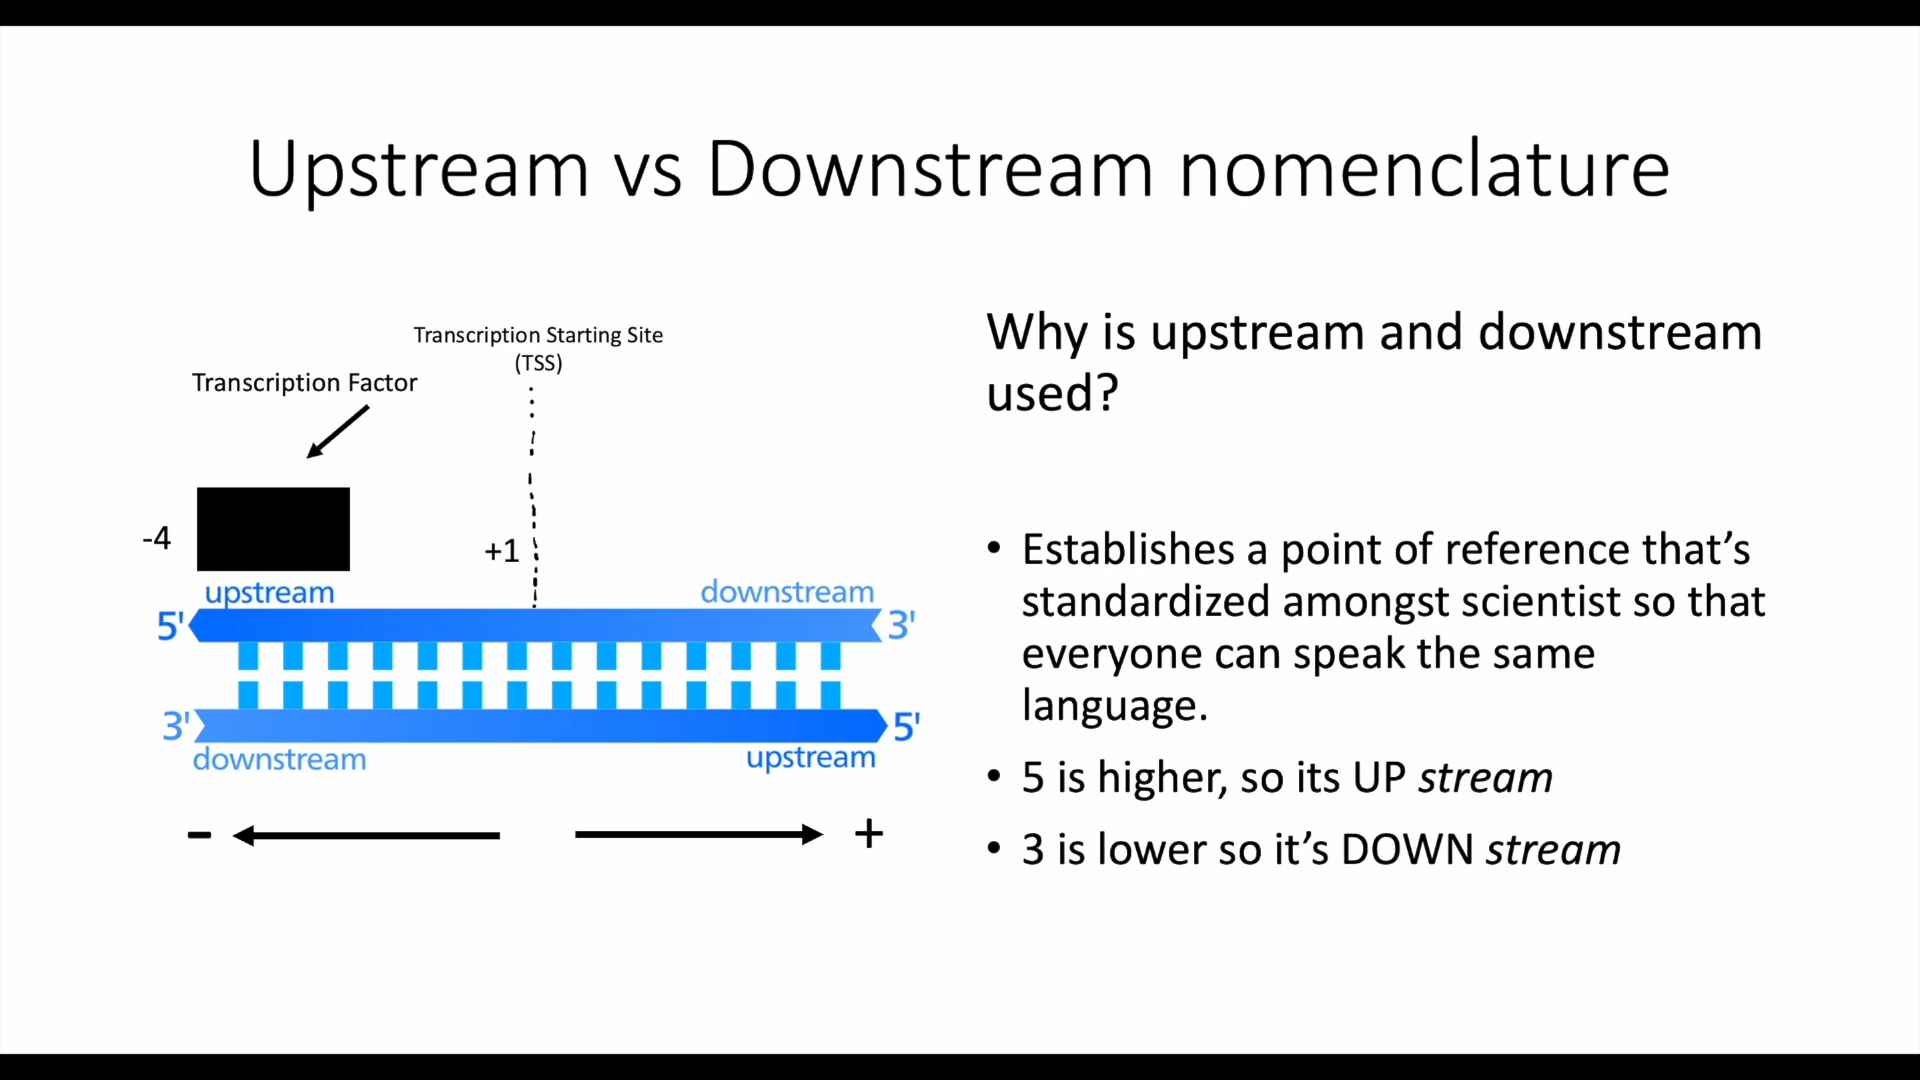 Upstream vs Downstream nomenclature
Transcription Starting Site
(TSS)
Transcription Factor
-4
+1
upstream
downstream
5'
3'
3'
5'
downstream
upstream
-
+
Why is upstream and downstream
used?
• Establishes a point of reference that’s
standardized amongst scientist so that
everyone can speak the same
language.
• 5 is higher, so its UP stream
• 3 is lower so it’s DOWN stream